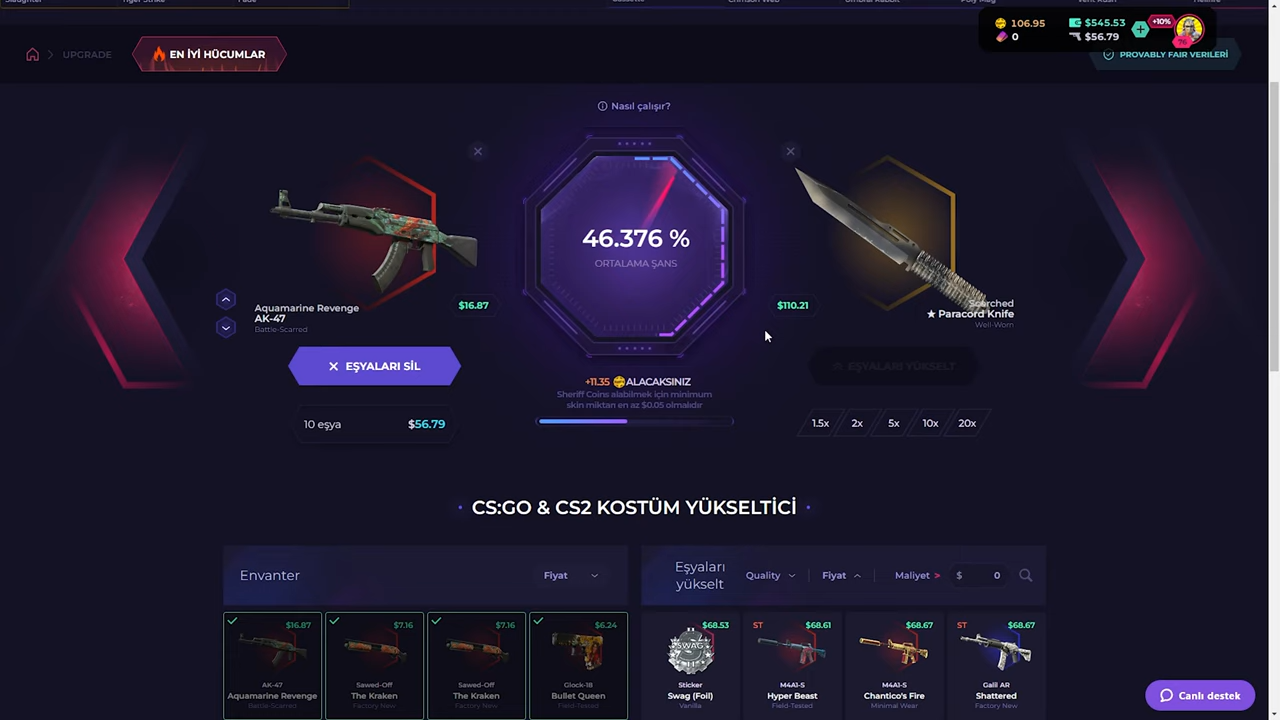 106.95
$545.53
+10%
0
$56.79
UPGRADE
EN İYİ HÜCUMLAR
PROVABLY FAIR VERİLERİ
Nasıl çalışır?
46.376 %
ORTALAMA ŞANS
Aquamarine Revenge
AK-47
Battle-Scarred
$16.87
$110.21
Scorched
★ Paracord Knife
Well-Worn
EŞYALARI SİL
EŞYALARI YÜKSELT
+11.35 ALACAKSINIZ
Sheriff Coins alabilmek için minimum
skin miktarı en az $0.05 olmalıdır
10 eşya
$56.79
1.5x
2x
5x
10x
20x
CS:GO & CS2 KOSTÜM YÜKSELTİCİ
Envanter
Fiyat
Eşyaları
yükselt
Quality
Fiyat
Maliyet >
$ 0
$16.87
AK-47
Aquamarine Revenge
Battle-Scarred
$7.16
Sawed-Off
The Kraken
Factory New
$7.16
Sawed-Off
The Kraken
Factory New
$6.24
Glock-18
Bullet Queen
Field-Tested
$68.53
Sticker
Swag (Foil)
Vanilla
ST
$68.61
M4A1-S
Hyper Beast
Field-Tested
$68.67
M4A1-S
Chantico's Fire
Minimal Wear
ST
$68.67
Galil AR
Shattered
Factory New
Canlı destek